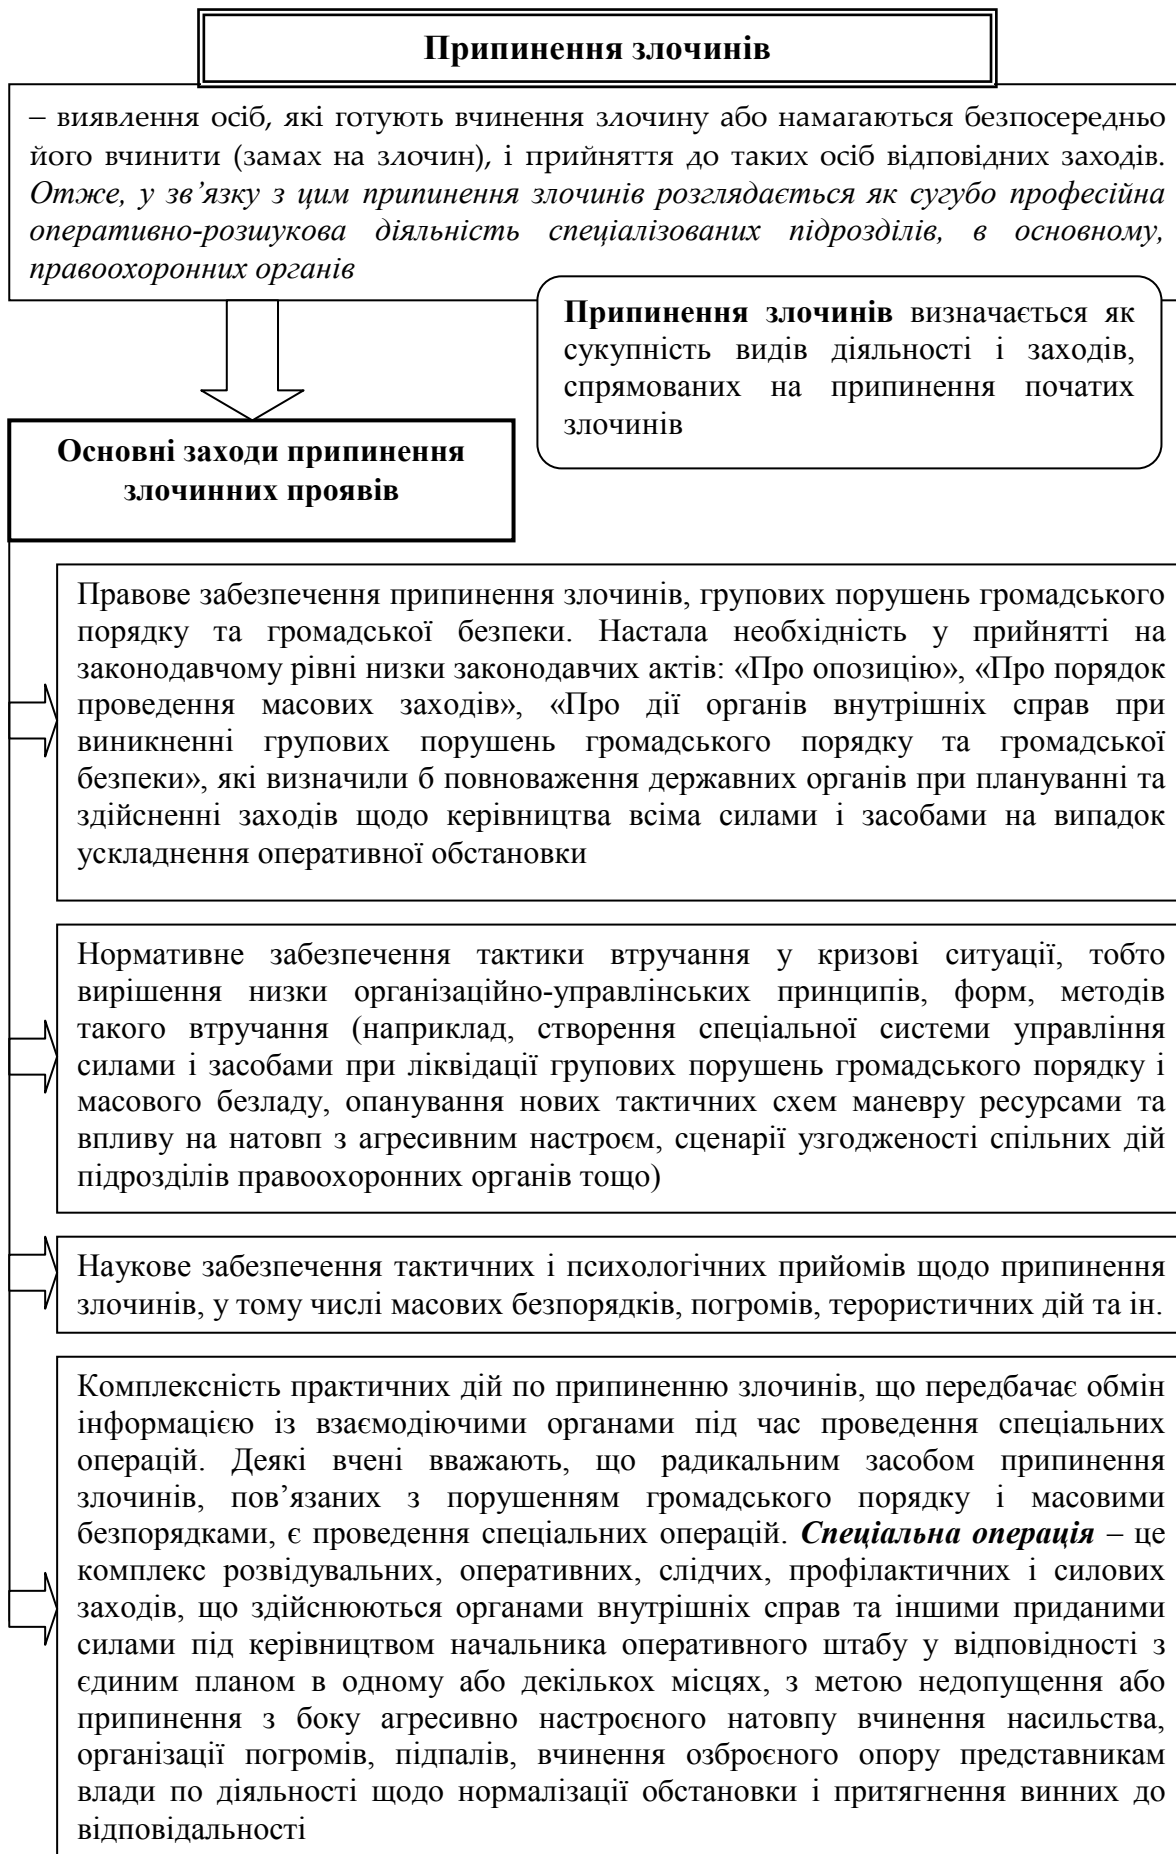 Припинення злочинів
– виявлення осіб, які готують вчинення злочину або намагаються безпосередньо
його вчинити (замах на злочин), і прийняття до таких осіб відповідних заходів.
Отже, у зв’язку з цим припинення злочинів розглядається як сугубо професійна
оперативно-розшукова діяльність спеціалізованих підрозділів, в основному,
правоохоронних органів
Припинення злочинів визначається як
сукупність видів діяльності і заходів,
спрямованих на припинення початих
злочинів
Основні заходи припинення
злочинних проявів
Правове забезпечення припинення злочинів, групових порушень громадського
порядку та громадської безпеки. Настала необхідність у прийнятті на
законодавчому рівні низки законодавчих актів: «Про опозицію», «Про порядок
проведення масових заходів», «Про дії органів внутрішніх справ при
виникненні групових порушень громадського порядку та громадської
безпеки», які визначили б повноваження державних органів при плануванні та
здійсненні заходів щодо керівництва всіма силами і засобами на випадок
ускладнення оперативної обстановки
Нормативне забезпечення тактики втручання у кризові ситуації, тобто
вирішення низки організаційно-управлінських принципів, форм, методів
такого втручання (наприклад, створення спеціальної системи управління
силами і засобами при ліквідації групових порушень громадського порядку і
масового безладу, опанування нових тактичних схем маневру ресурсами та
впливу на натовп з агресивним настроєм, сценарії узгодженості спільних дій
підрозділів правоохоронних органів тощо)
Наукове забезпечення тактичних і психологічних прийомів щодо припинення
злочинів, у тому числі масових безпорядків, погромів, терористичних дій та ін.
Комплексність практичних дій по припиненню злочинів, що передбачає обмін
інформацією із взаємодіючими органами під час проведення спеціальних
операцій. Деякі вчені вважають, що радикальним засобом припинення
злочинів, пов’язаних з порушенням громадського порядку і масовими
безпорядками, є проведення спеціальних операцій. Спеціальна операція – це
комплекс розвідувальних, оперативних, слідчих, профілактичних і силових
заходів, що здійснюються органами внутрішніх справ та іншими приданими
силами під керівництвом начальника оперативного штабу у відповідності з
єдиним планом в одному або декількох місцях, з метою недопущення або
припинення з боку агресивно настроєного натовпу вчинення насильства,
організації погромів, підпалів, вчинення озброєного опору представникам
влади по діяльності щодо нормалізації обстановки і притягнення винних до
відповідальності